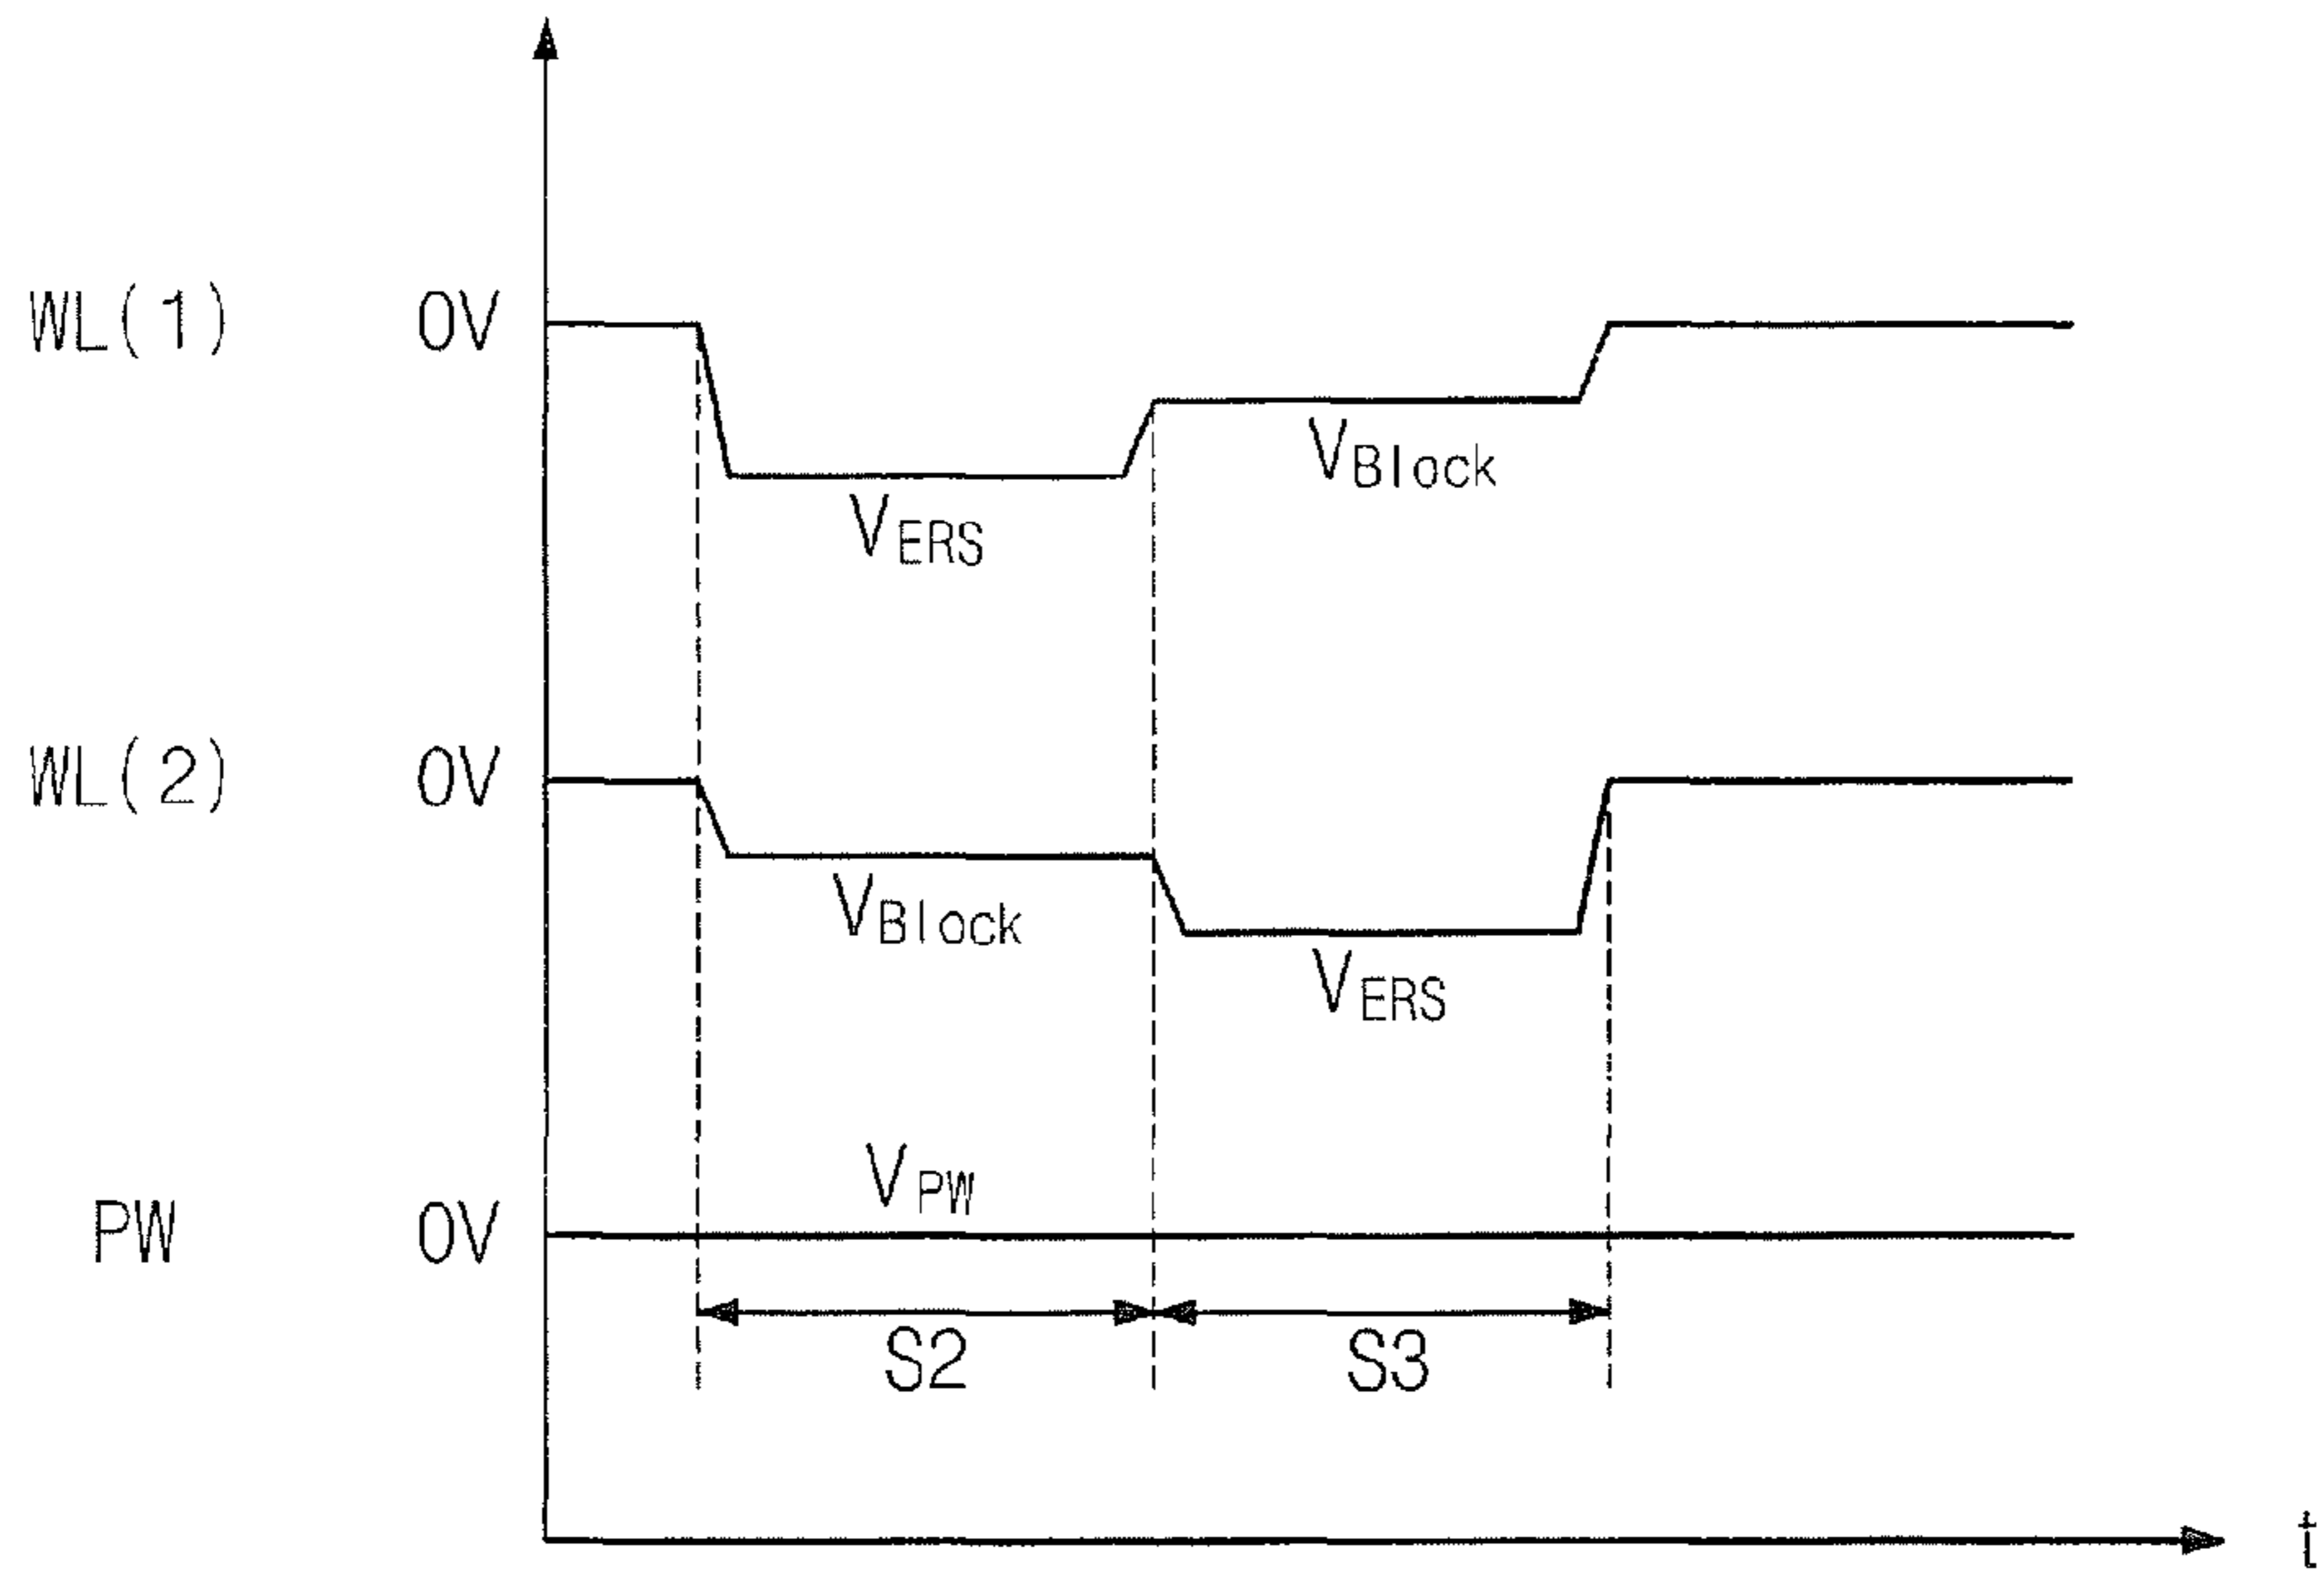 WL(1) 0V
VBlock
VERS
WL(2) 0V
VBlock
VERS
VPW
PW 0V
S2 S3
t